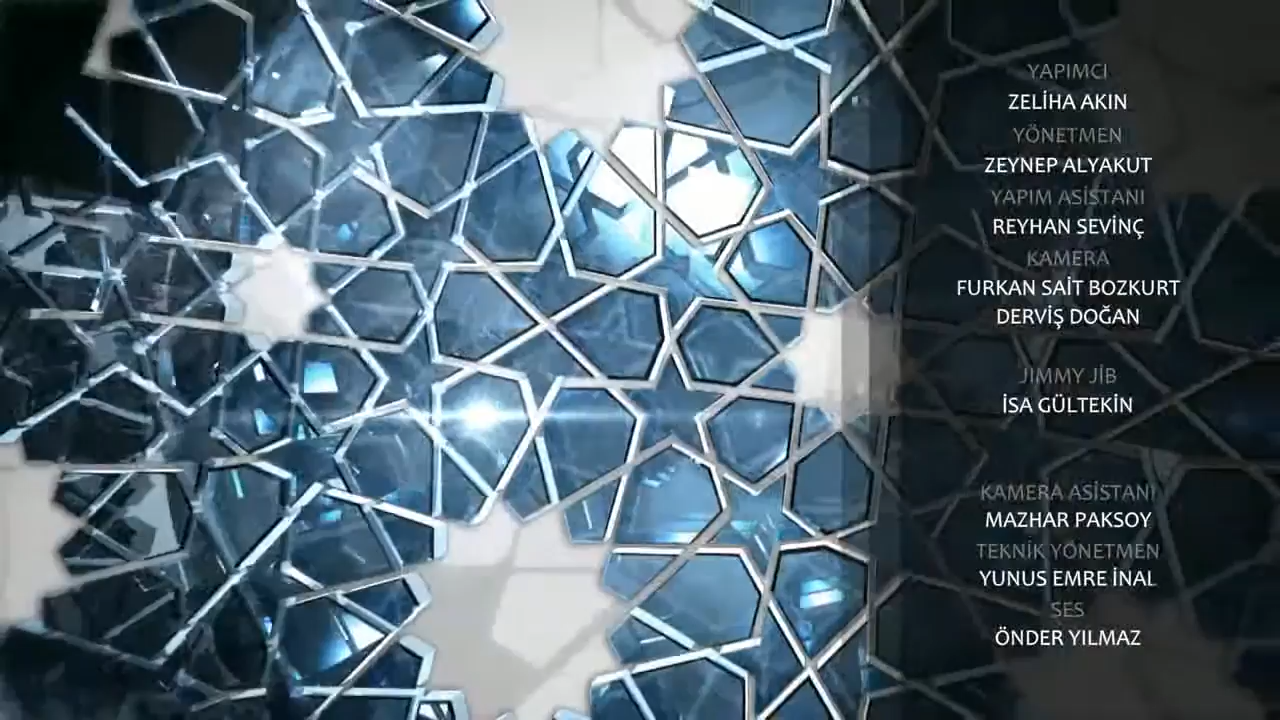 YAPIMCI
ZELİHA AKIN
YÖNETMEN
ZEYNEP ALYAKUT
YAPIM ASİSTANI
REYHAN SEVİNÇ
KAMERA
FURKAN SAİT BOZKURT
DERVİŞ DOĞAN
JIMMY JİB
İSA GÜLTEKİN
KAMERA ASİSTANI
MAZHAR PAKSOY
TEKNİK YÖNETMEN
YUNUS EMRE İNAL
SES
ÖNDER YILMAZ